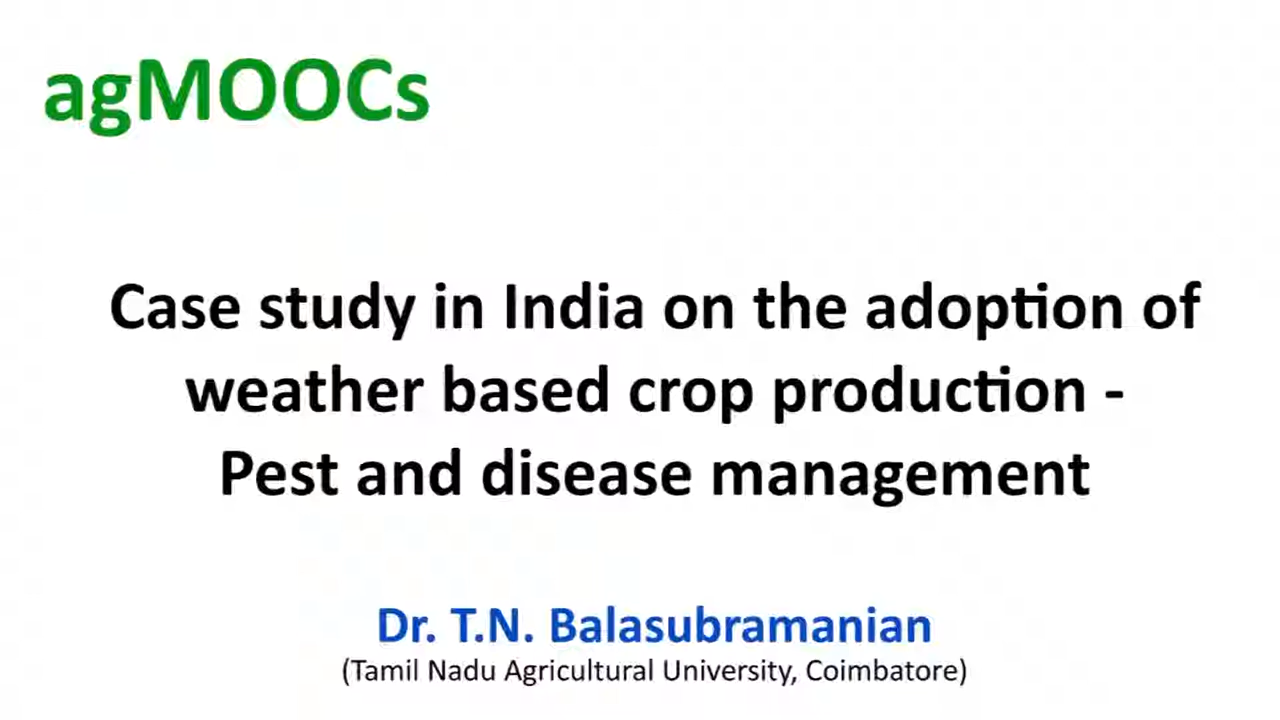 agMOOCs
Case study in India on the adoption of
weather based crop production -
Pest and disease management
Dr. T.N. Balasubramanian
(Tamil Nadu Agricultural University, Coimbatore)